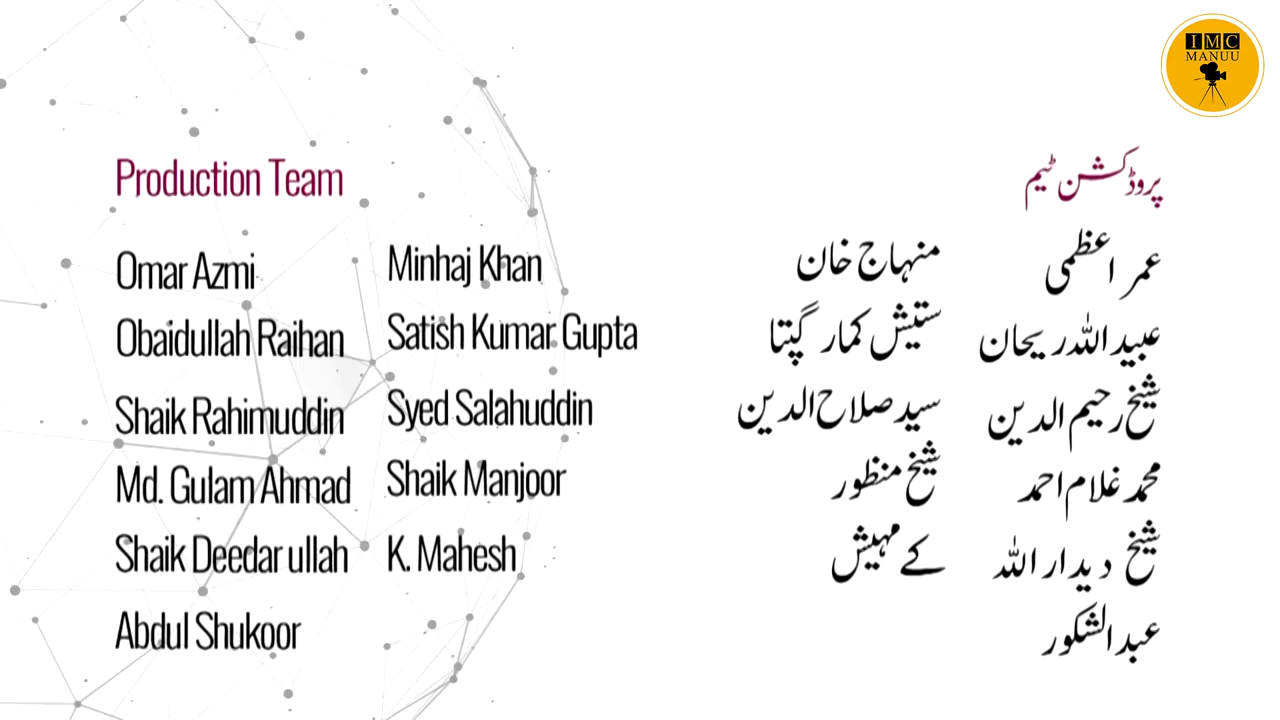 IMC
MANUU
Production Team
Omar Azmi
Obaidullah Raihan
Shaik Rahimuddin
Md. Gulam Ahmad
Shaik Deedar ullah
Abdul Shukoor
Minhaj Khan
Satish Kumar Gupta
Syed Salahuddin
Shaik Manjoor
K. Mahesh
پروڈکشن ٹیم
عمر اعظمی
عبید اللہ ریحان
شیخ رحیم الدین
محمد غلام احمد
شیخ دیدار اللہ
عبدالشکور
منہاج خان
ستیش کمار گپتا
سید صلاح الدین
شیخ منظور
کے مہیش